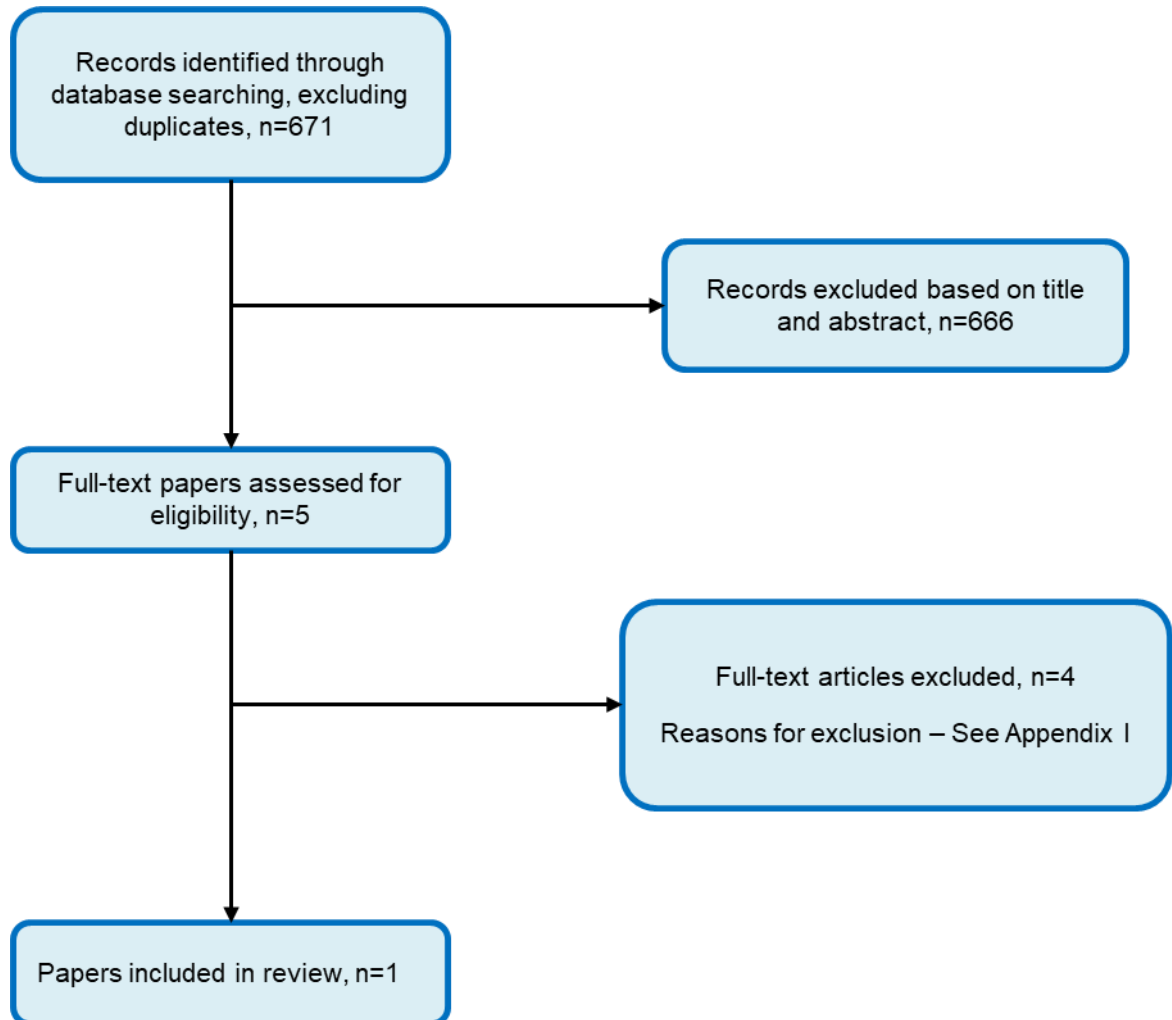 Records identified through
database searching, excluding
duplicates, n=671
Records excluded based on title
and abstract, n=666
Full-text papers assessed for
eligibility, n=5
Full-text articles excluded, n=4
Reasons for exclusion – See Appendix I
Papers included in review, n=1